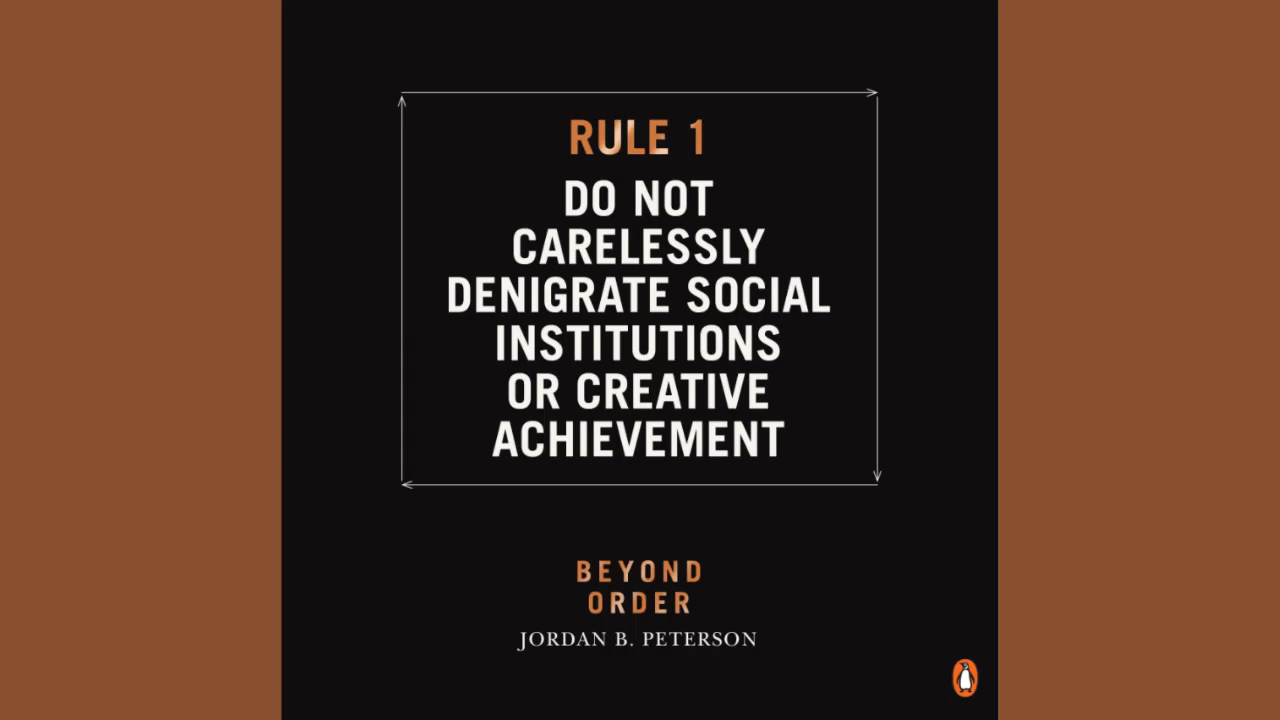 RULE 1
DO NOT
CARELESSLY
DENIGRATE SOCIAL
INSTITUTIONS
OR CREATIVE
ACHIEVEMENT
BEYOND
ORDER
JORDAN B. PETERSON